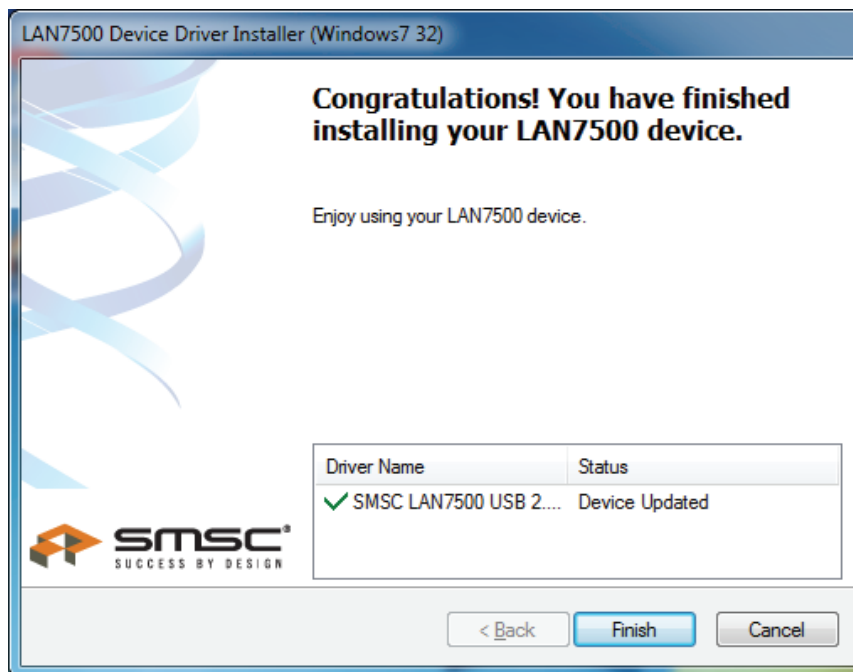 LAN7500 Device Driver Installer (Windows7 32)
Congratulations! You have finished
installing your LAN7500 device.
Enjoy using your LAN7500 device.
Driver Name Status
SMSC LAN7500 USB 2.... Device Updated
smsc®
SUCCESS BY DESIGN
< Back Finish Cancel